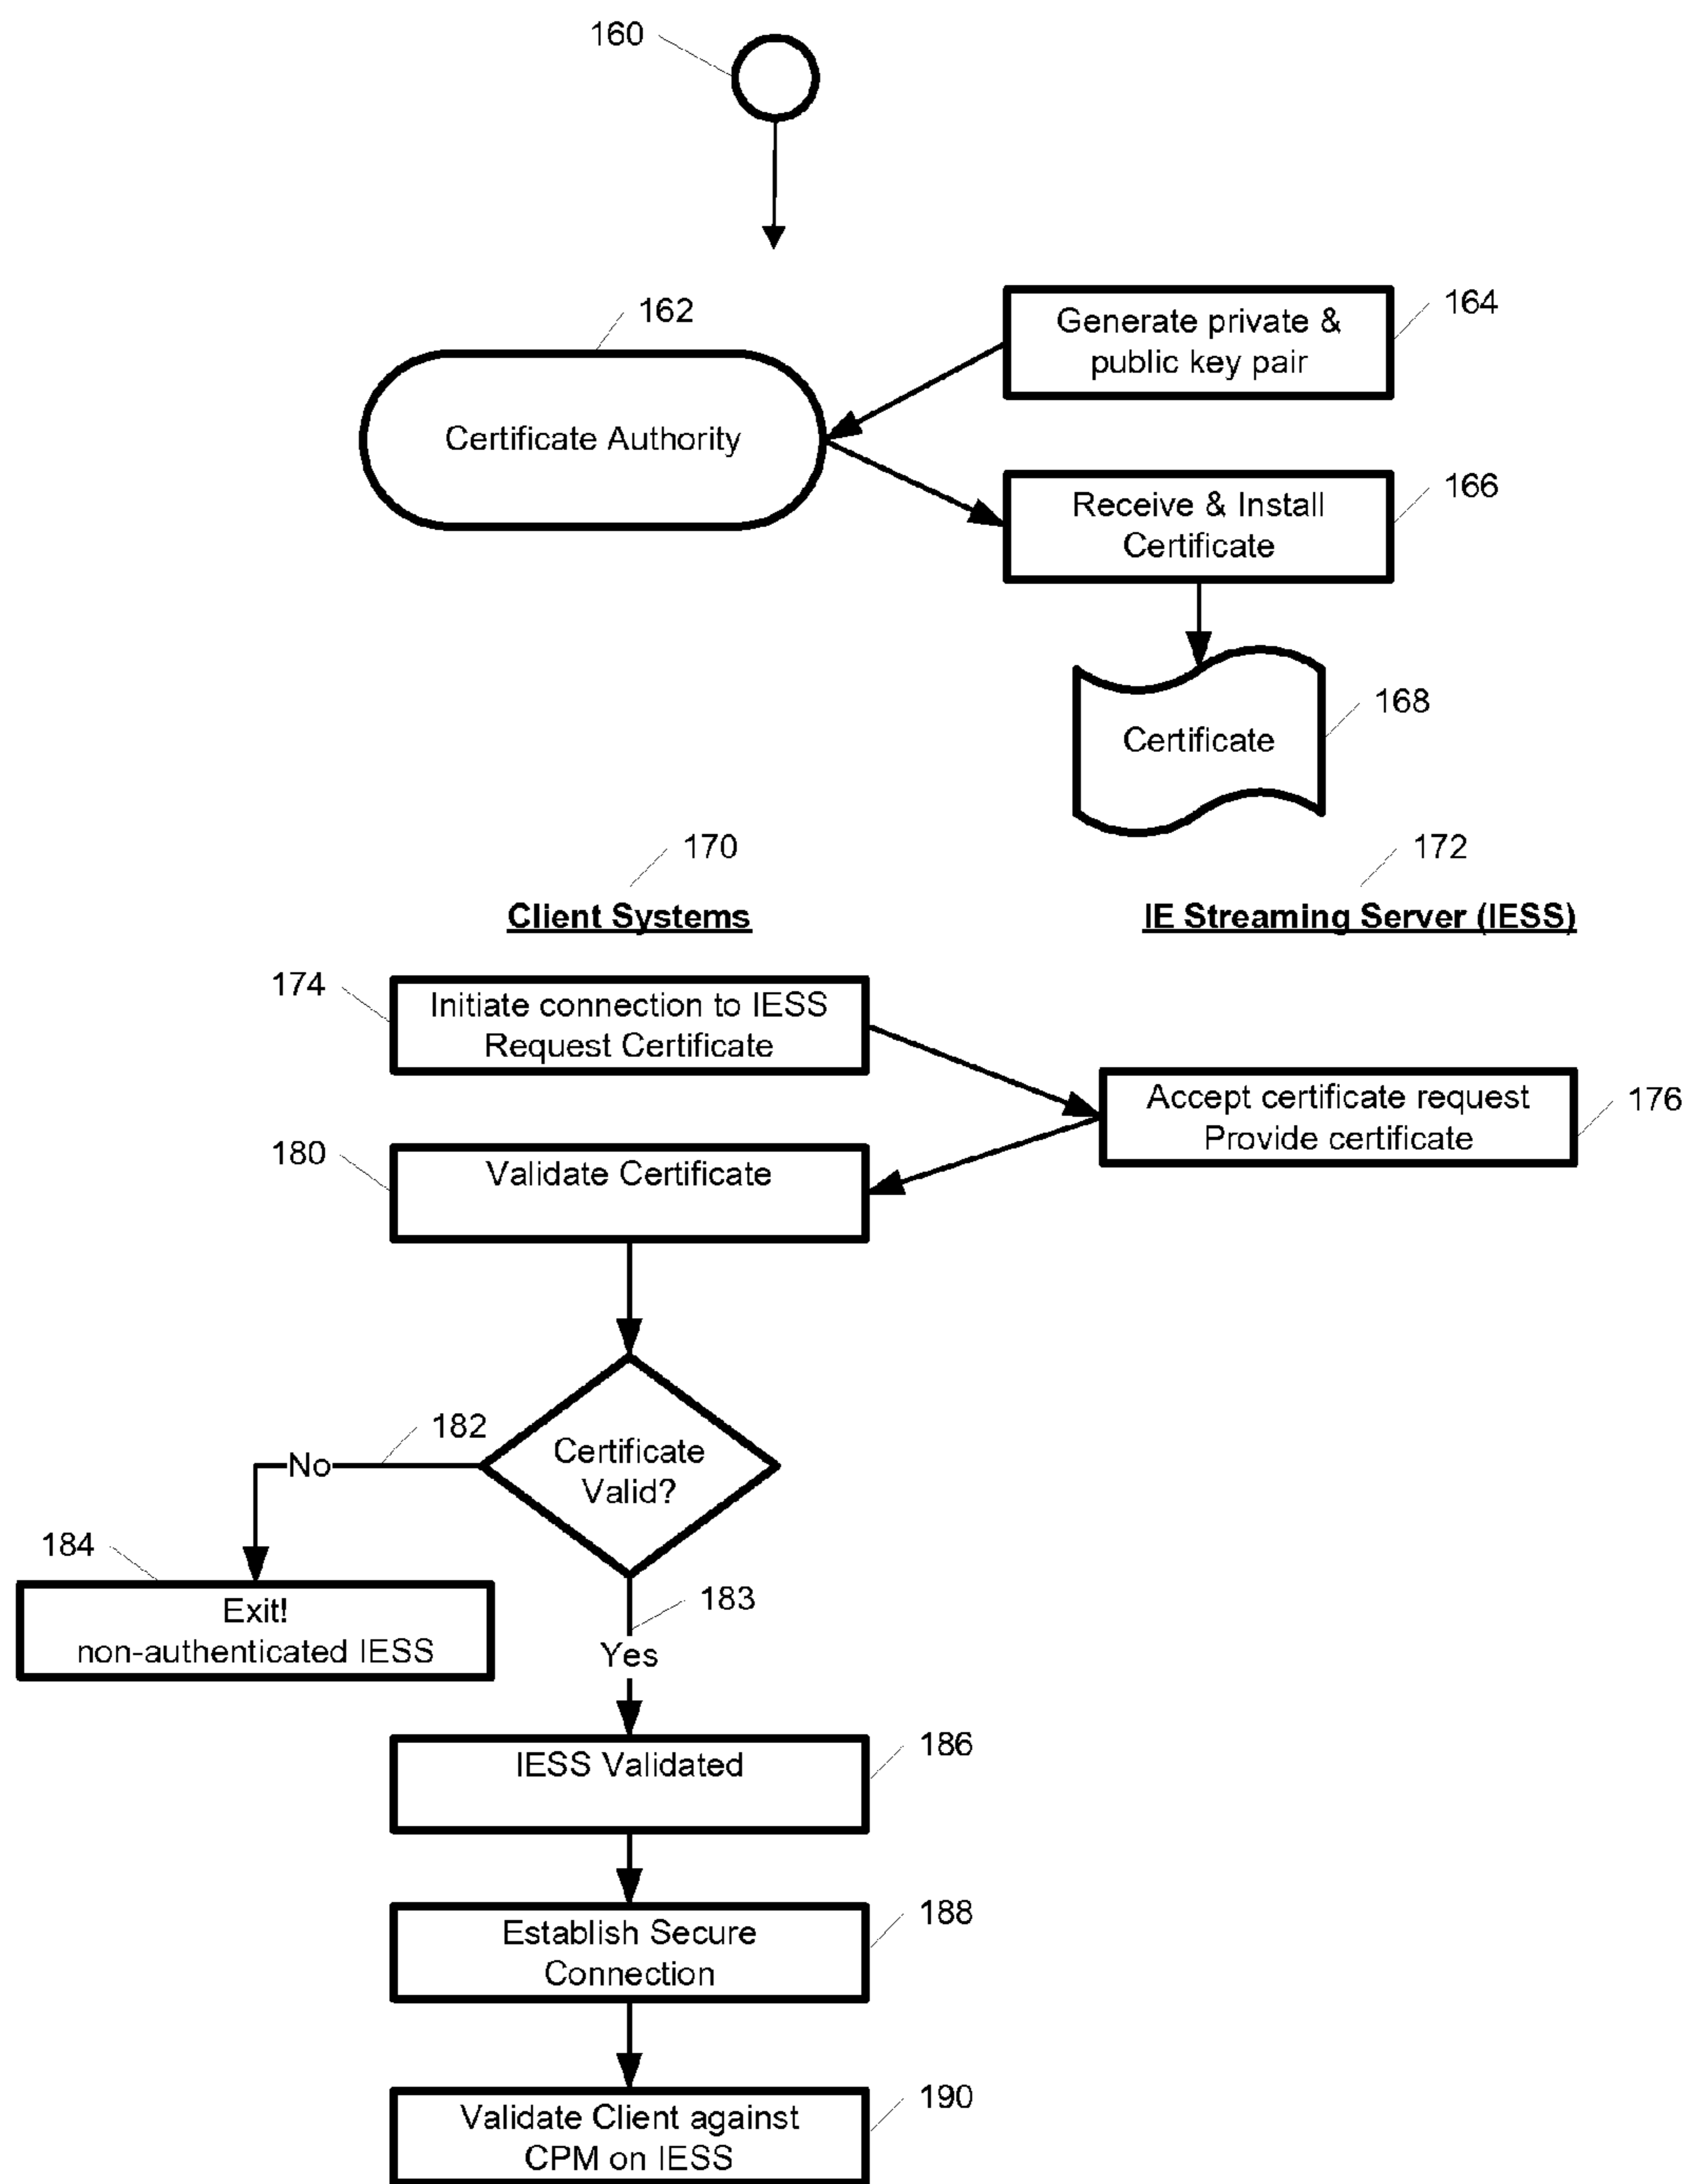 160
162
Generate private &
public key pair
164
Certificate Authority
Receive & Install
Certificate
166
Certificate
168
170
172
Client Systems
IE Streaming Server (IESS)
174
Initiate connection to IESS
Request Certificate
Accept certificate request
Provide certificate
176
180
Validate Certificate
182
No
Certificate
Valid?
184
Exit!
non-authenticated IESS
183
Yes
IESS Validated
186
Establish Secure
Connection
188
Validate Client against
CPM on IESS
190